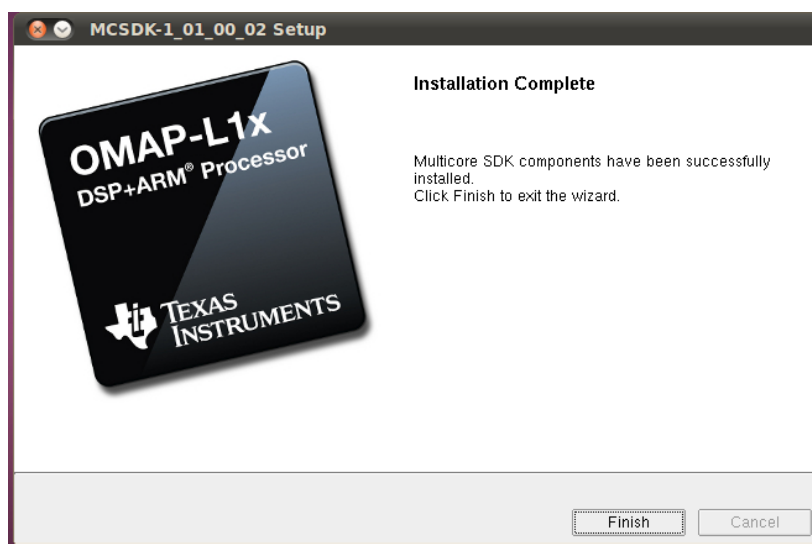 MCSDK-1_01_00_02 Setup
OMAP-L1x
DSP+ARM® Processor
TEXAS
INSTRUMENTS
Installation Complete
Multicore SDK components have been successfully
installed.
Click Finish to exit the wizard.
Finish
Cancel